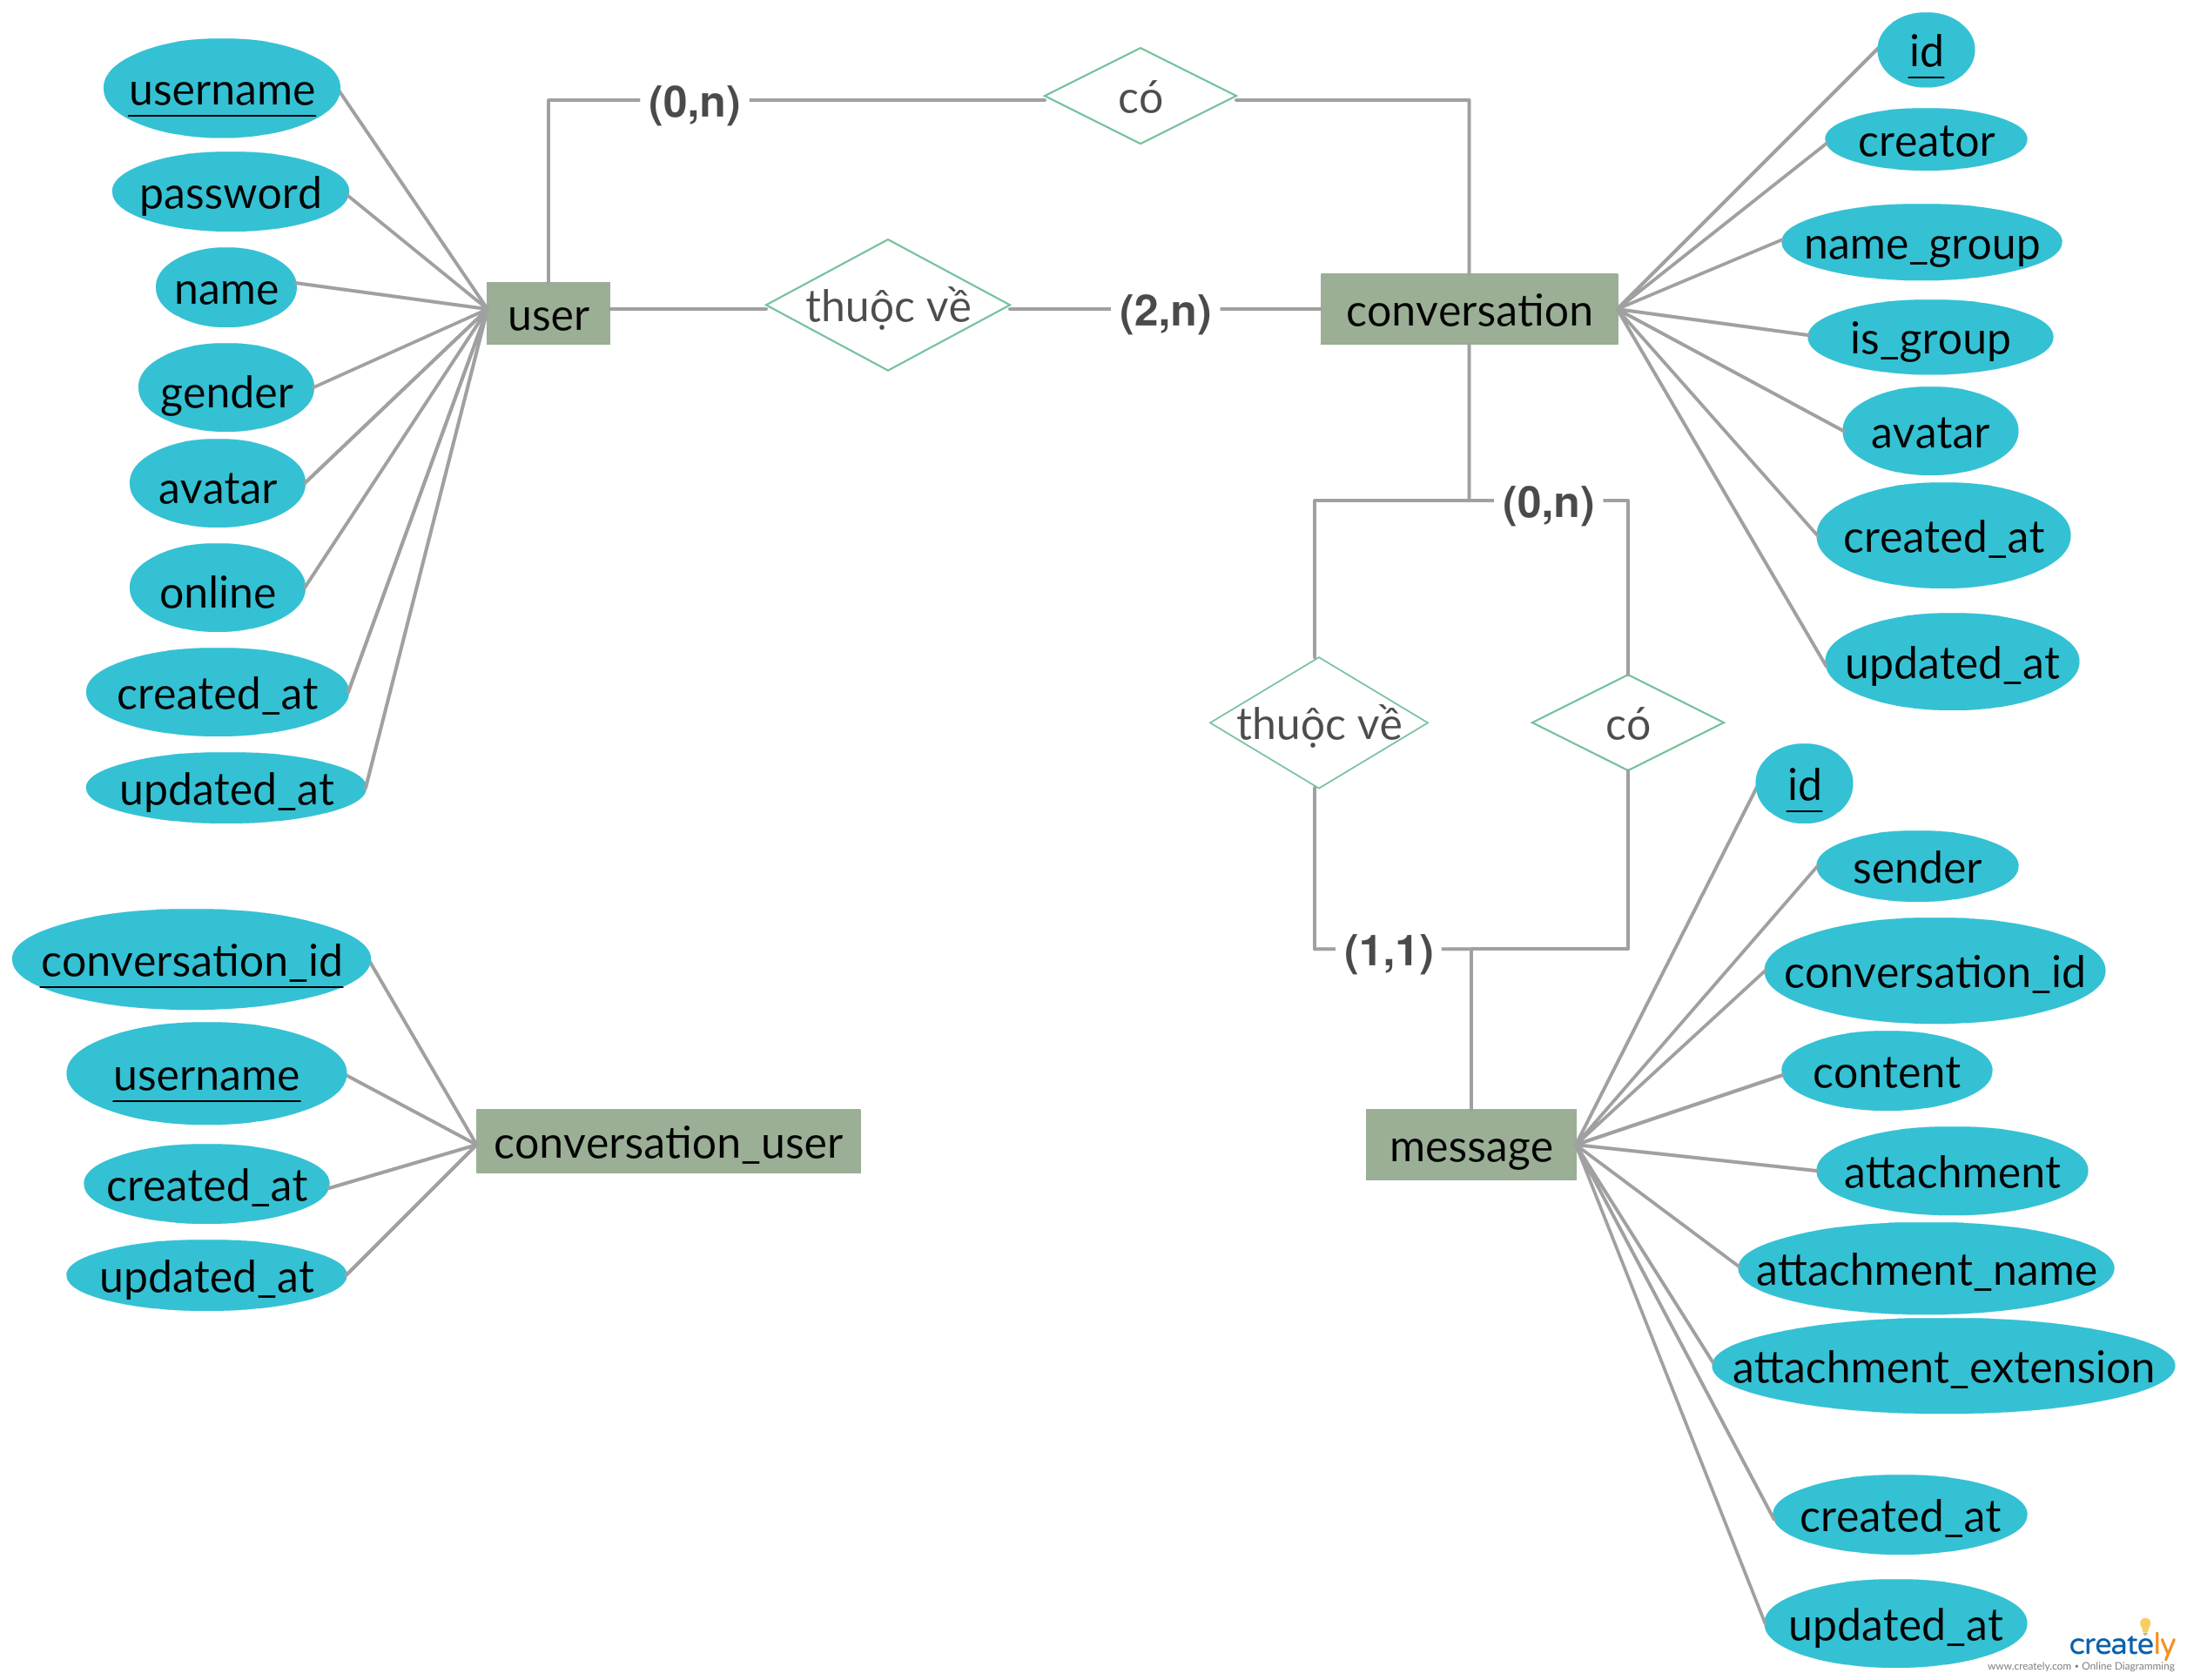 username
password
name
gender
avatar
online
created_at
updated_at
user
(0,n)
có
thuộc về
(2,n)
conversation
id
creator
name_group
is_group
avatar
created_at
updated_at
(0,n)
thuộc về
có
(1,1)
conversation_id
username
created_at
updated_at
conversation_user
message
id
sender
conversation_id
content
attachment
attachment_name
attachment_extension
created_at
updated_at
creately
www.creately.com • Online Diagramming